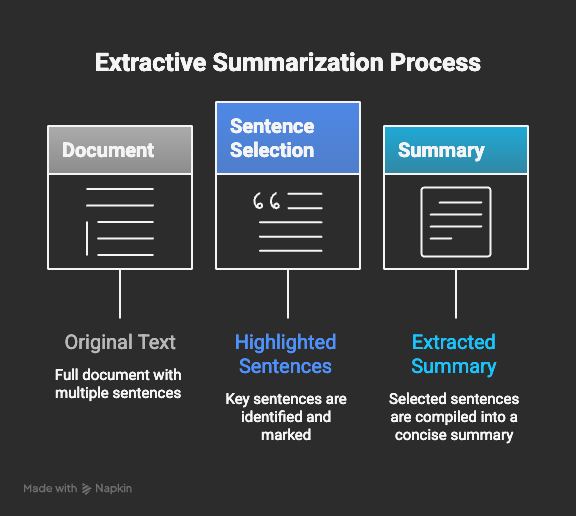 Extractive Summarization Process
Document
Sentence
Selection
Summary
Original Text
Full document with
multiple sentences
Highlighted
Sentences
Key sentences are
identified and
marked
Extracted
Summary
Selected sentences
are compiled into a
concise summary
Made with Napkin